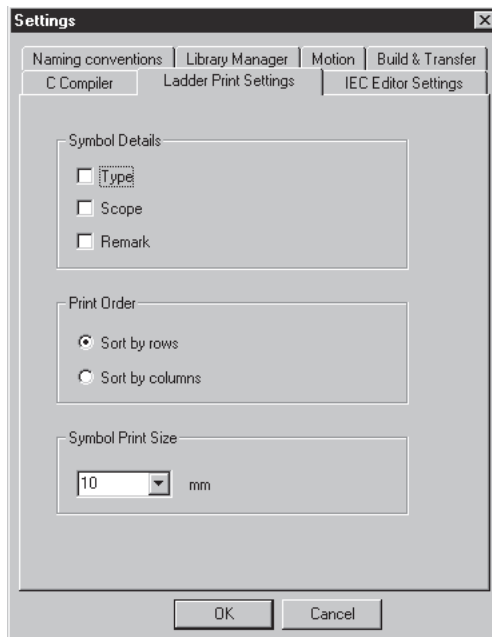 Settings
Naming conventions Library Manager Motion Build & Transfer
C Compiler Ladder Print Settings IEC Editor Settings
Symbol Details
Type
Scope
Remark
Print Order
Sort by rows
Sort by columns
Symbol Print Size
10 mm
OK Cancel